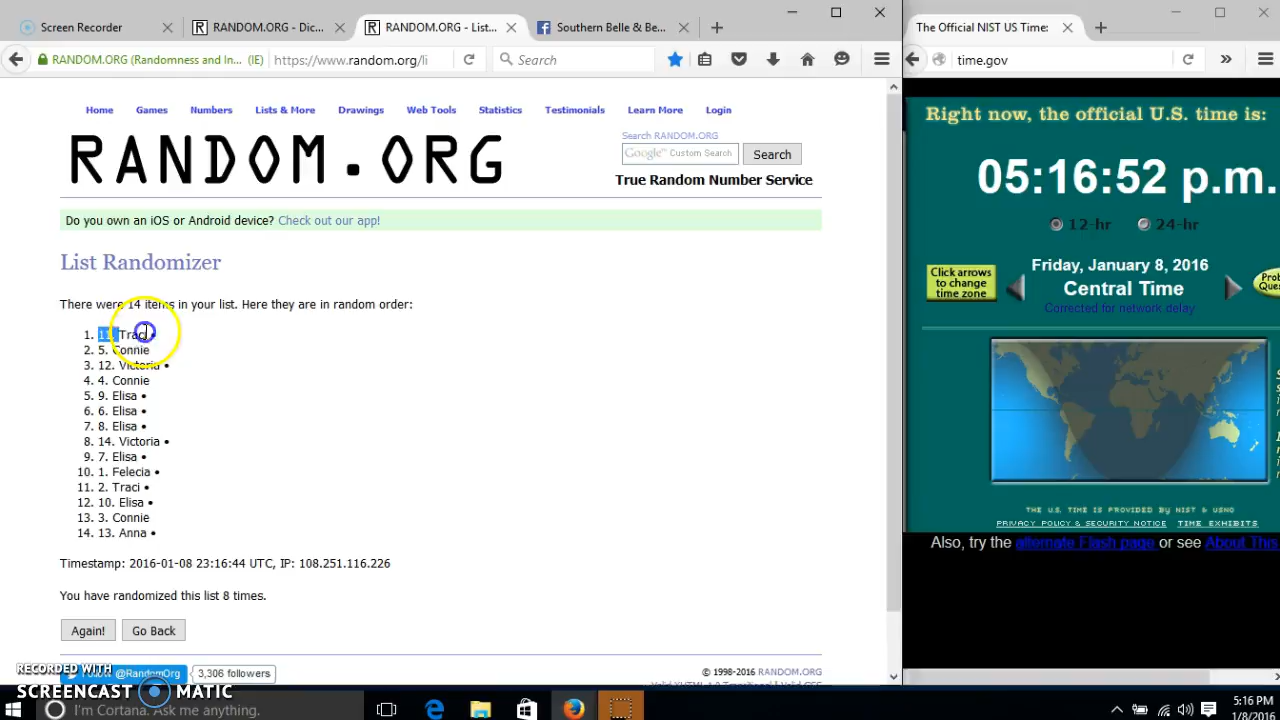 Screen Recorder
RANDOM.ORG - Dic...
RANDOM.ORG - List...
Southern Belle & Be...
The Official NIST US Time:
RANDOM.ORG (Randomness and In... (IE)
https://www.random.org/li
Search
time.gov
Home Games Numbers Lists & More Drawings Web Tools Statistics Testimonials Learn More Login
RANDOM.ORG
Search RANDOM.ORG
Google™ Custom Search
Search
True Random Number Service
Do you own an iOS or Android device? Check out our app!
List Randomizer
There were 14 items in your list. Here they are in random order:
1. 11. Traci •
2. 5. Connie
3. 12. Victoria •
4. 4. Connie
5. 9. Elisa •
6. 6. Elisa •
7. 8. Elisa •
8. 14. Victoria •
9. 7. Elisa •
10. 1. Felecia •
11. 2. Traci •
12. 10. Elisa •
13. 3. Connie
14. 13. Anna •
Timestamp: 2016-01-08 23:16:44 UTC, IP: 108.251.116.226
You have randomized this list 8 times.
Again!
Go Back
@RandomOrg
3,306 followers
© 1998-2016 RANDOM.ORG
Right now, the official U.S. time is:
05:16:52 p.m.
12-hr 24-hr
Click arrows
to change
time zone
Friday, January 8, 2016
Central Time
Corrected for network delay
THE U.S. TIME IS PROVIDED BY NIST & USNO
PRIVACY POLICY & SECURITY NOTICE TIME EXHIBITS
Also, try the alternate Flash page or see About This
RECORDED WITH
SCREENCAST MATIC
I'm Cortana. Ask me anything.
5:16 PM
1/8/2016